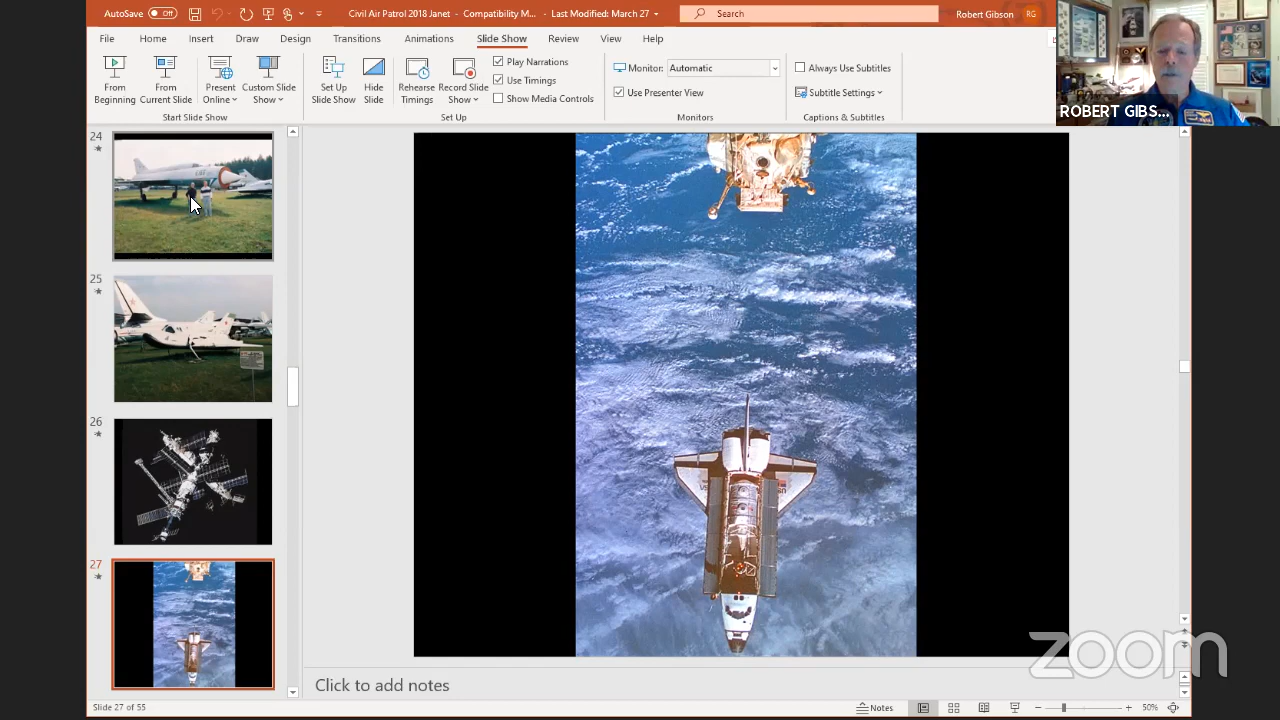 AutoSave Off Civil Air Patrol 2018 Janet - Compatibility M... - Last Modified: March 27 Search Robert Gibson RG
File Home Insert Draw Design Transitions Animations Slide Show Review View Help
From Beginning
From Current Slide
Present Online
Custom Slide Show
Start Slide Show
Set Up Slide Show
Hide Slide
Rehearse Timings
Record Slide Show
Play Narrations
Use Timings
Show Media Controls
Set Up
Monitor: Automatic
Use Presenter View
Monitors
Always Use Subtitles
Subtitle Settings
Captions & Subtitles
ROBERT GIBS...
24
25
26
27
zoom
Click to add notes
Slide 27 of 55 Notes 50%